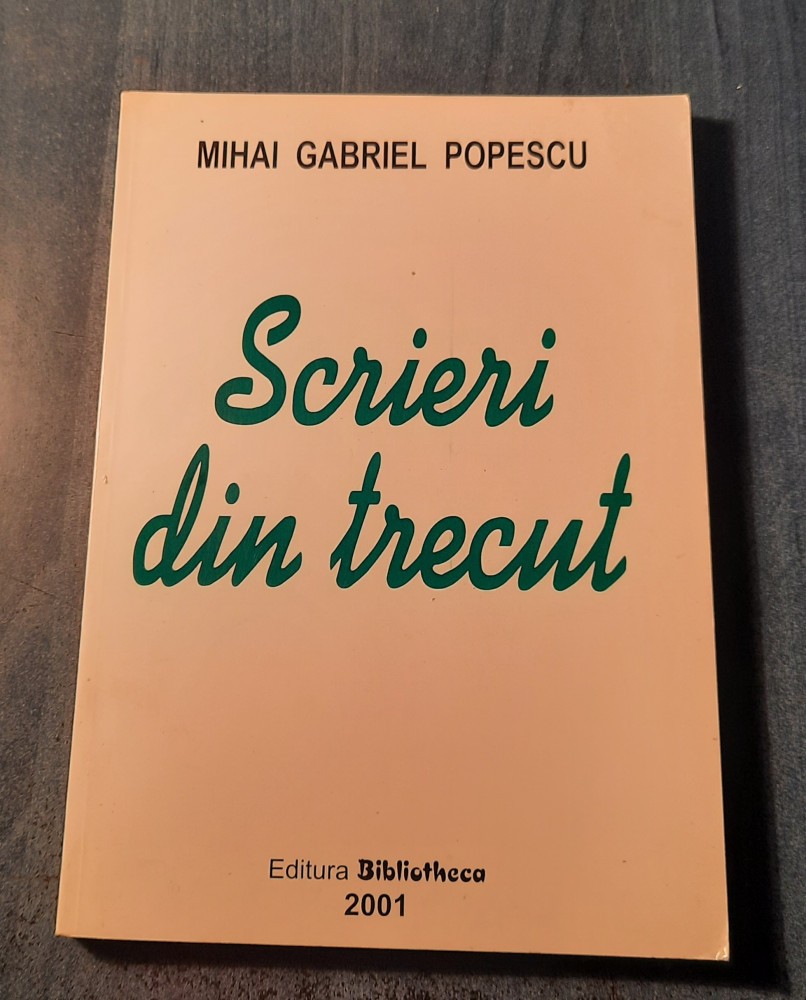 MIHAI GABRIEL POPESCU
Scrieri
din trecut
Editura Bibliotheca
2001